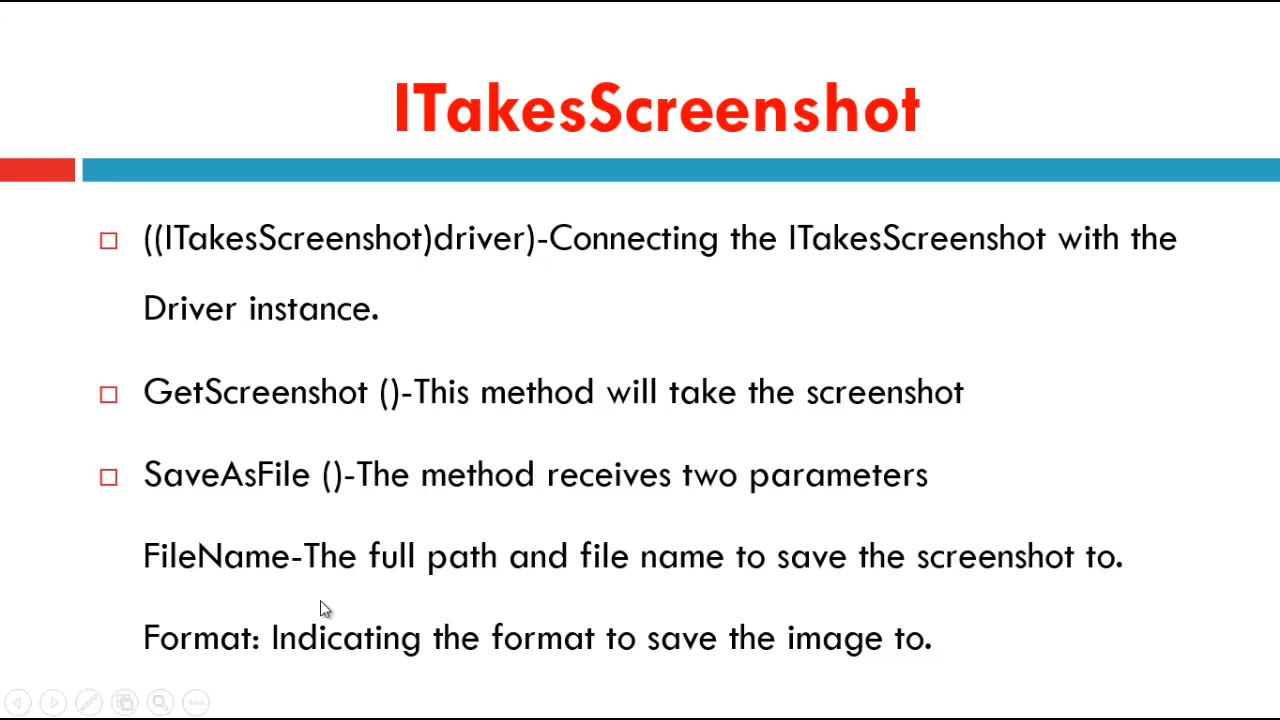 ITakesScreenshot
((ITakesScreenshot)driver)-Connecting the ITakesScreenshot with the
Driver instance.
GetScreenshot ()-This method will take the screenshot
SaveAsFile ()-The method receives two parameters
FileName-The full path and file name to save the screenshot to.
Format: Indicating the format to save the image to.